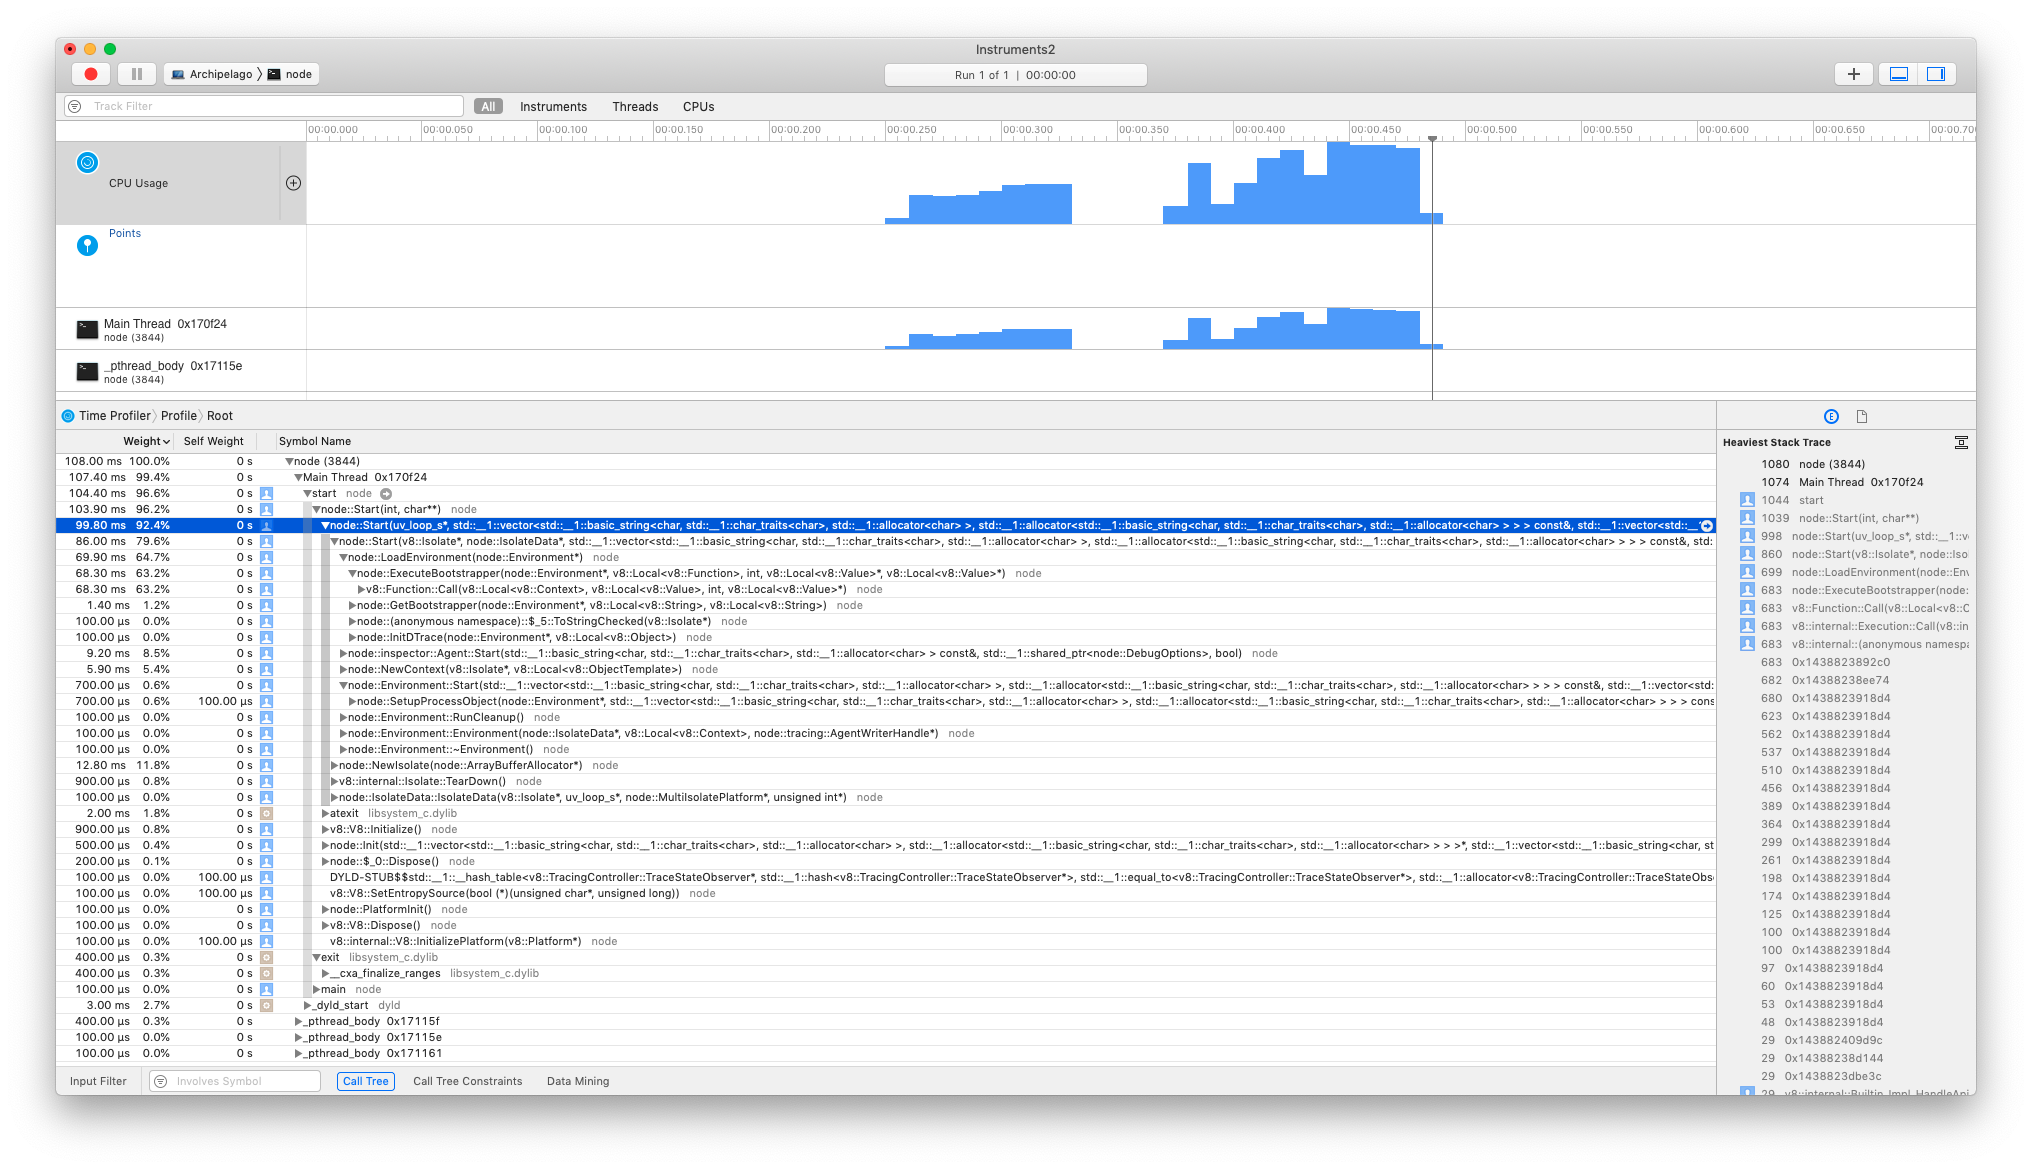 Instruments2
Archipelago 〉 node
Run 1 of 1 | 00:00:00
Track Filter All Instruments Threads CPUs
00:00.000 00:00.050 00:00.100 00:00.150 00:00.200 00:00.250 00:00.300 00:00.350 00:00.400 00:00.450 00:00.500 00:00.550 00:00.600 00:00.650 00:00.700
CPU Usage
Points
Main Thread 0x170f24
node (3844)
_pthread_body 0x17115e
node (3844)
Time Profiler 〉 Profile 〉 Root
Weight Self Weight Symbol Name
108.00 ms 100.0% 0 s node (3844)
107.40 ms 99.4% 0 s Main Thread 0x170f24
104.40 ms 96.6% 0 s start node
103.90 ms 96.2% 0 s node::Start(int, char**) node
99.80 ms 92.4% 0 s node::Start(uv_loop_s*, std::__1::vector<std::__1::basic_string<char, std::__1::char_traits<char>, std::__1::allocator<char> >, std::__1::allocator<std::__1::basic_string<char, std::__1::char_traits<char>, std::__1::allocator<char> > > > const&, std::__1::vector<std::__1
86.00 ms 79.6% 0 s node::Start(v8::Isolate*, node::IsolateData*, std::__1::vector<std::__1::basic_string<char, std::__1::char_traits<char>, std::__1::allocator<char> >, std::__1::allocator<std::__1::basic_string<char, std::__1::char_traits<char>, std::__1::allocator<char> > > > const&, std:
69.90 ms 64.7% 0 s node::LoadEnvironment(node::Environment*) node
68.30 ms 63.2% 0 s node::ExecuteBootstrapper(node::Environment*, v8::Local<v8::Function>, int, v8::Local<v8::Value>*, v8::Local<v8::Value>*) node
68.30 ms 63.2% 0 s v8::Function::Call(v8::Local<v8::Context>, v8::Local<v8::Value>, int, v8::Local<v8::Value>*) node
1.40 ms 1.2% 0 s node::GetBootstrapper(node::Environment*, v8::Local<v8::String>, v8::Local<v8::String>) node
100.00 µs 0.0% 0 s node::(anonymous namespace)::$_5::ToStringChecked(v8::Isolate*) node
100.00 µs 0.0% 0 s node::InitDTrace(node::Environment*, v8::Local<v8::Object>) node
9.20 ms 8.5% 0 s node::inspector::Agent::Start(std::__1::basic_string<char, std::__1::char_traits<char>, std::__1::allocator<char> > const&, std::__1::shared_ptr<node::DebugOptions>, bool) node
5.90 ms 5.4% 0 s node::NewContext(v8::Isolate*, v8::Local<v8::ObjectTemplate>) node
700.00 µs 0.6% 0 s node::Environment::Start(std::__1::vector<std::__1::basic_string<char, std::__1::char_traits<char>, std::__1::allocator<char> >, std::__1::allocator<std::__1::basic_string<char, std::__1::char_traits<char>, std::__1::allocator<char> > > > const&, std::__1::vector<std:
700.00 µs 0.6% 100.00 µs node::SetupProcessObject(node::Environment*, std::__1::vector<std::__1::basic_string<char, std::__1::char_traits<char>, std::__1::allocator<char> >, std::__1::allocator<std::__1::basic_string<char, std::__1::char_traits<char>, std::__1::allocator<char> > > > cons
100.00 µs 0.0% 0 s node::Environment::RunCleanup() node
100.00 µs 0.0% 0 s node::Environment::Environment(node::IsolateData*, v8::Local<v8::Context>, node::tracing::AgentWriterHandle*) node
100.00 µs 0.0% 0 s node::Environment::~Environment() node
12.80 ms 11.8% 0 s node::NewIsolate(node::ArrayBufferAllocator*) node
900.00 µs 0.8% 0 s v8::internal::Isolate::TearDown() node
100.00 µs 0.0% 0 s node::IsolateData::IsolateData(v8::Isolate*, uv_loop_s*, node::MultiIsolatePlatform*, unsigned int*) node
2.00 ms 1.8% 0 s atexit libsystem_c.dylib
900.00 µs 0.8% 0 s v8::V8::Initialize() node
500.00 µs 0.4% 0 s node::Init(std::__1::vector<std::__1::basic_string<char, std::__1::char_traits<char>, std::__1::allocator<char> >, std::__1::allocator<std::__1::basic_string<char, std::__1::char_traits<char>, std::__1::allocator<char> > > >*, std::__1::vector<std::__1::basic_string<char, st
200.00 µs 0.1% 0 s node::$_0::Dispose() node
100.00 µs 0.0% 100.00 µs DYLD-STUB$$std::__1::__hash_table<v8::TracingController::TraceStateObserver*, std::__1::hash<v8::TracingController::TraceStateObserver*>, std::__1::equal_to<v8::TracingController::TraceStateObserver*>, std::__1::allocator<v8::TracingController::TraceStateObs
100.00 µs 0.0% 100.00 µs v8::V8::SetEntropySource(bool (*)(unsigned char*, unsigned long)) node
100.00 µs 0.0% 0 s node::PlatformInit() node
100.00 µs 0.0% 0 s v8::V8::Dispose() node
100.00 µs 0.0% 100.00 µs v8::internal::V8::InitializePlatform(v8::Platform*) node
400.00 µs 0.3% 0 s exit libsystem_c.dylib
400.00 µs 0.3% 0 s __cxa_finalize_ranges libsystem_c.dylib
100.00 µs 0.0% 0 s main node
3.00 ms 2.7% 0 s _dyld_start dyld
400.00 µs 0.3% 0 s _pthread_body 0x17115f
100.00 µs 0.0% 0 s _pthread_body 0x17115e
100.00 µs 0.0% 0 s _pthread_body 0x171161
Input Filter Involves Symbol Call Tree Call Tree Constraints Data Mining
E
Heaviest Stack Trace
1080 node (3844)
1074 Main Thread 0x170f24
1044 start
1039 node::Start(int, char**)
998 node::Start(uv_loop_s*, std::__1::v
860 node::Start(v8::Isolate*, node::Iso
699 node::LoadEnvironment(node::Env
683 node::ExecuteBootstrapper(node:
683 v8::Function::Call(v8::Local<v8::C
683 v8::internal::Execution::Call(v8::in
683 v8::internal::(anonymous namespa
683 0x1438823892c0
682 0x14388238ee74
680 0x1438823918d4
623 0x1438823918d4
562 0x1438823918d4
537 0x1438823918d4
510 0x1438823918d4
456 0x1438823918d4
389 0x1438823918d4
364 0x1438823918d4
299 0x1438823918d4
261 0x1438823918d4
198 0x1438823918d4
174 0x1438823918d4
125 0x1438823918d4
100 0x1438823918d4
100 0x1438823918d4
97 0x1438823918d4
60 0x1438823918d4
53 0x1438823918d4
48 0x1438823918d4
29 0x143882409d9c
29 0x14388238d144
29 0x1438823dbe3c
29 v8::internal::Builtin_Impl_HandleApi